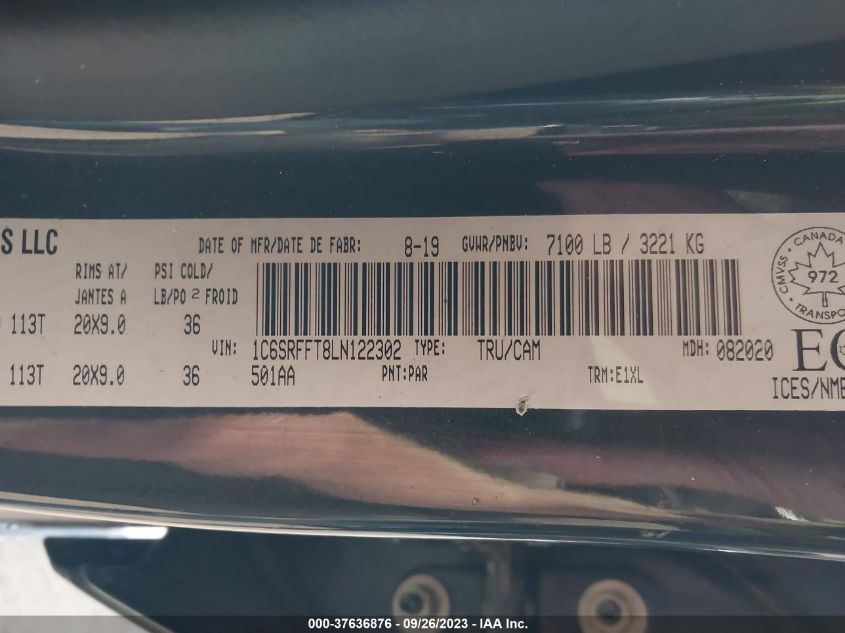 S LLC DATE OF MFR/DATE DE FABR: 8-19 GVWR/PNBV: 7100 LB / 3221 KG
RIMS AT/ PSI COLD/
JANTES A LB/PO 2 FROID
113T 20X9.0 36
VIN: 1C6SRFFT8LN122302 TYPE: TRU/CAM MDH: 082020
113T 20X9.0 36 501AA PNT:PAR TRM:E1XL
CANADA
CMVSS
972
TRANSPO
ICES/NMB
000-37636876 - 09/26/2023 - IAA Inc.